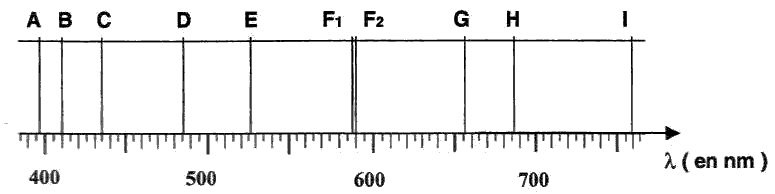 A B C D E F1 F2 G H I
400 500 600 700
λ ( en nm )